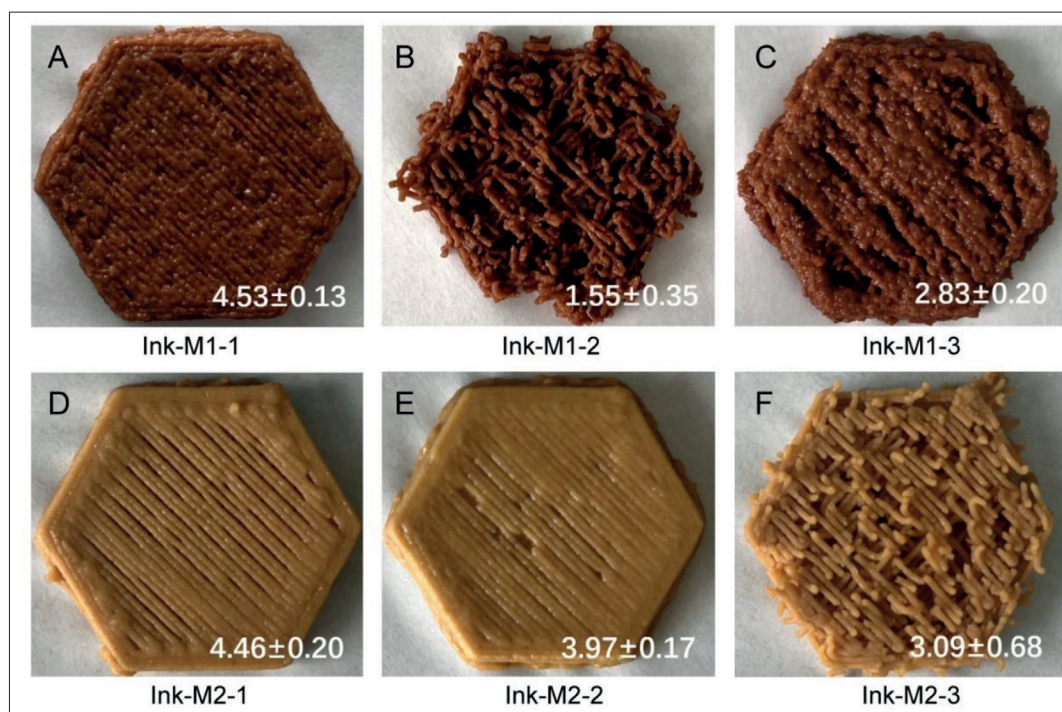 A
4.53±0.13
Ink-M1-1
B
1.55±0.35
Ink-M1-2
C
2.83±0.20
Ink-M1-3
D
4.46±0.20
Ink-M2-1
E
3.97±0.17
Ink-M2-2
F
3.09±0.68
Ink-M2-3